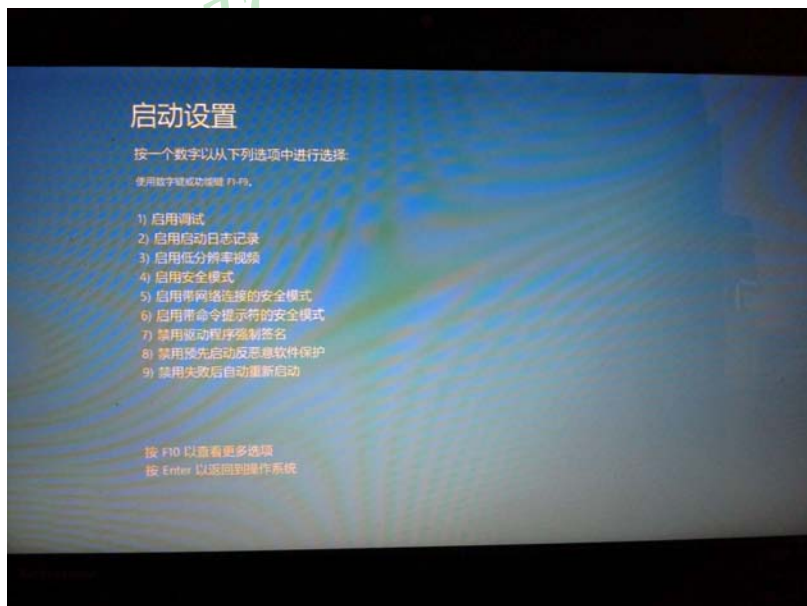 启动设置
按一个数字以从下列选项中进行选择:
使用数字键或功能键 F1-F9。
1) 启用调试
2) 启用启动日志记录
3) 启用低分辨率视频
4) 启用安全模式
5) 启用带网络连接的安全模式
6) 启用带命令提示符的安全模式
7) 禁用驱动程序强制签名
8) 禁用预先启动反恶意软件保护
9) 禁用失败后自动重新启动
按 F10 以查看更多选项
按 Enter 以返回到操作系统